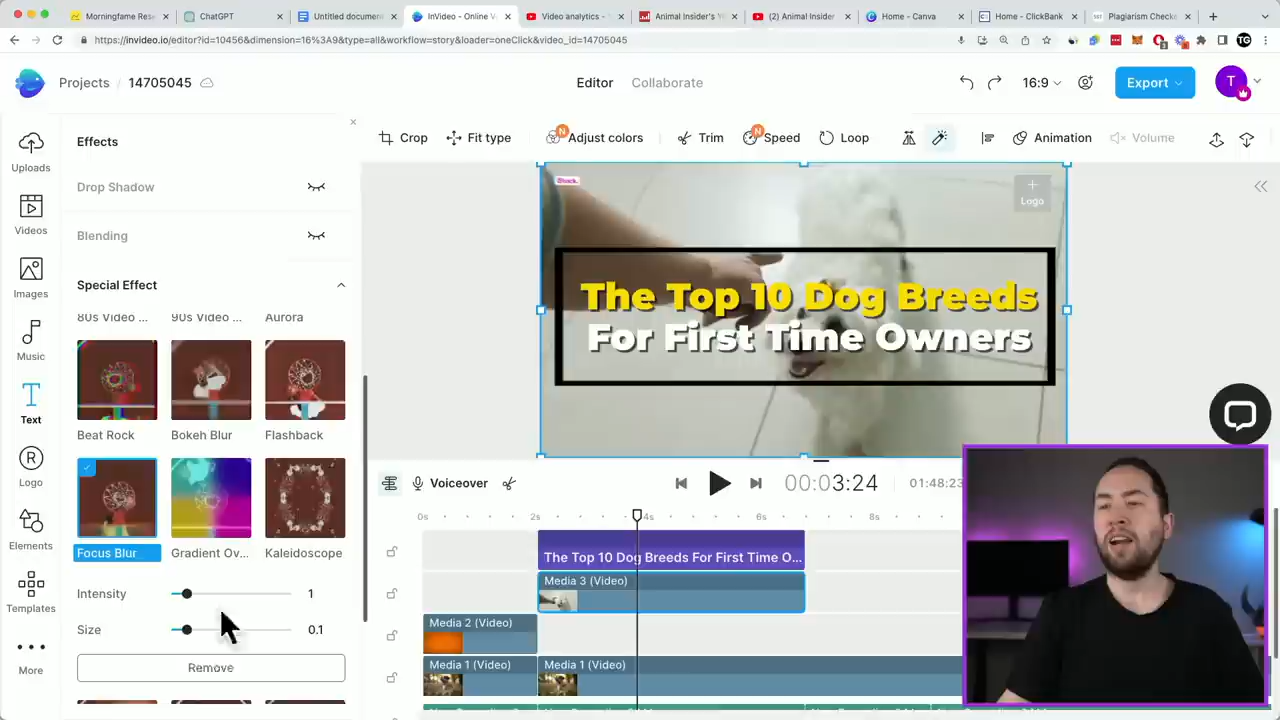 Morningfame Res
ChatGPT
Untitled documen
InVideo - Online V
Video analytics -
Animal Insider's Y
(2) Animal Insider
Home - Canva
Home - ClickBank
Plagiarism Checke
https://invideo.io/editor?id=10456&dimension=16%3A9&type=all&workflow=story&loader=oneClick&video_id=14705045
TG
Projects
14705045
Editor
Collaborate
16:9
Export
T
Effects
Crop
Fit type
N
Adjust colors
Trim
N
Speed
Loop
Animation
Volume
Uploads
Videos
Images
Music
Text
Logo
Elements
Templates
More
Drop Shadow
Blending
Special Effect
80s Video ...
90s Video ...
Aurora
Beat Rock
Bokeh Blur
Flashback
Focus Blur
Gradient Ov...
Kaleidoscope
Intensity
1
Size
0.1
Remove
iStock.
+
Logo
The Top 10 Dog Breeds
For First Time Owners
Voiceover
00:03:24
01:48:23
0s
2s
4s
6s
8s
The Top 10 Dog Breeds For First Time O...
Media 3 (Video)
Media 2 (Video)
Media 1 (Video)
Media 1 (Video)